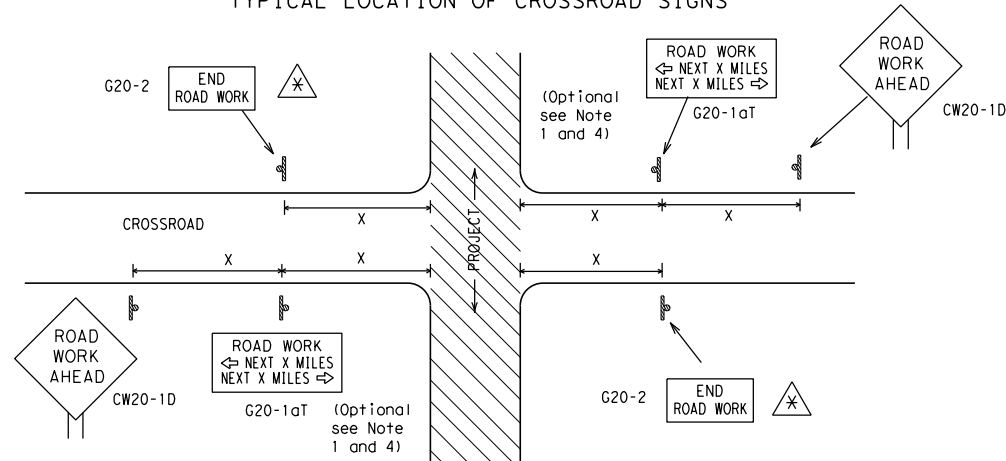 TYPICAL LOCATION OF CROSSROAD SIGNS
G20-2
END
ROAD WORK
(Optional
see Note
1 and 4)
ROAD WORK
⇦ NEXT X MILES
NEXT X MILES ⇨
G20-1aT
ROAD
WORK
AHEAD
CW20-1D
X
X
X
CROSSROAD
PROJECT
X
X
X
ROAD
WORK
AHEAD
CW20-1D
ROAD WORK
⇦ NEXT X MILES
NEXT X MILES ⇨
G20-1aT
(Optional
see Note
1 and 4)
G20-2
END
ROAD WORK